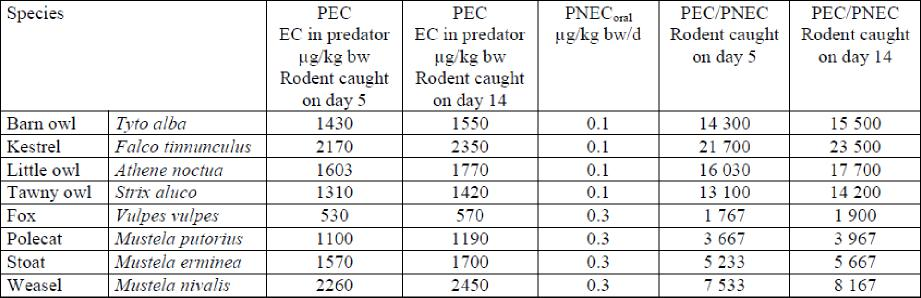 Species PEC PEC PNECoral PEC/PNEC PEC/PNEC
EC in predator EC in predator µg/kg bw/d Rodent caught Rodent caught
µg/kg bw µg/kg bw on day 5 on day 14
Rodent caught Rodent caught
on day 5 on day 14
Barn owl Tyto alba 1430 1550 0.1 14 300 15 500
Kestrel Falco tinnunculus 2170 2350 0.1 21 700 23 500
Little owl Athene noctua 1603 1770 0.1 16 030 17 700
Tawny owl Strix aluco 1310 1420 0.1 13 100 14 200
Fox Vulpes vulpes 530 570 0.3 1 767 1 900
Polecat Mustela putorius 1100 1190 0.3 3 667 3 967
Stoat Mustela erminea 1570 1700 0.3 5 233 5 667
Weasel Mustela nivalis 2260 2450 0.3 7 533 8 167